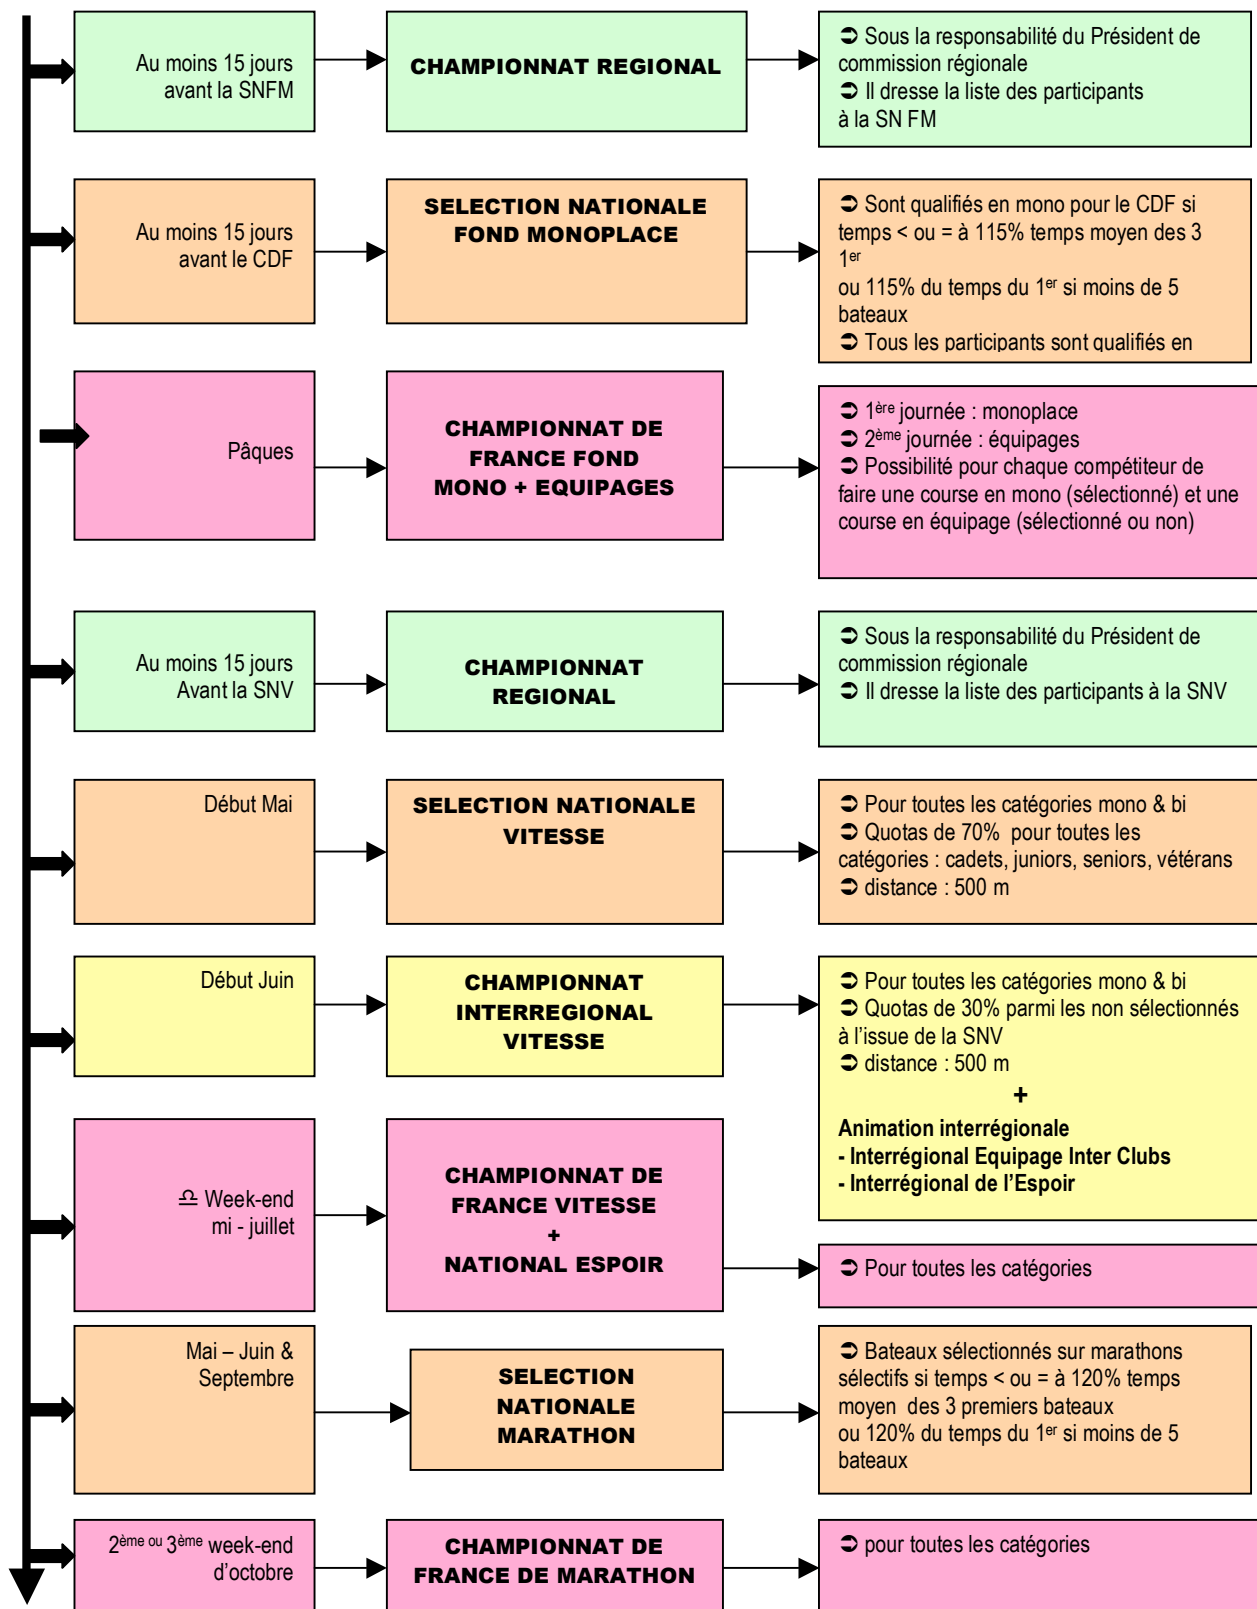 Au moins 15 jours
avant la SNFM
CHAMPIONNAT REGIONAL
➲ Sous la responsabilité du Président de
commission régionale
➲ Il dresse la liste des participants
à la SN FM
Au moins 15 jours
avant le CDF
SELECTION NATIONALE
FOND MONOPLACE
➲ Sont qualifiés en mono pour le CDF si
temps < ou = à 115% temps moyen des 3
1er
ou 115% du temps du 1er si moins de 5
bateaux
➲ Tous les participants sont qualifiés en
Pâques
CHAMPIONNAT DE
FRANCE FOND
MONO + EQUIPAGES
➲ 1ère journée : monoplace
➲ 2ème journée : équipages
➲ Possibilité pour chaque compétiteur de
faire une course en mono (sélectionné) et une
course en équipage (sélectionné ou non)
Au moins 15 jours
Avant la SNV
CHAMPIONNAT
REGIONAL
➲ Sous la responsabilité du Président de
commission régionale
➲ Il dresse la liste des participants à la SNV
Début Mai
SELECTION NATIONALE
VITESSE
➲ Pour toutes les catégories mono & bi
➲ Quotas de 70% pour toutes les
catégories : cadets, juniors, seniors, vétérans
➲ distance : 500 m
Début Juin
CHAMPIONNAT
INTERREGIONAL
VITESSE
➲ Pour toutes les catégories mono & bi
➲ Quotas de 30% parmi les non sélectionnés
à l'issue de la SNV
➲ distance : 500 m
+
Animation interrégionale
- Interrégional Equipage Inter Clubs
- Interrégional de l'Espoir
♎ Week-end
mi - juillet
CHAMPIONNAT DE
FRANCE VITESSE
+
NATIONAL ESPOIR
➲ Pour toutes les catégories
Mai – Juin &
Septembre
SELECTION
NATIONALE
MARATHON
➲ Bateaux sélectionnés sur marathons
sélectifs si temps < ou = à 120% temps
moyen des 3 premiers bateaux
ou 120% du temps du 1er si moins de 5
bateaux
2ème ou 3ème week-end
d'octobre
CHAMPIONNAT DE
FRANCE DE MARATHON
➲ pour toutes les catégories